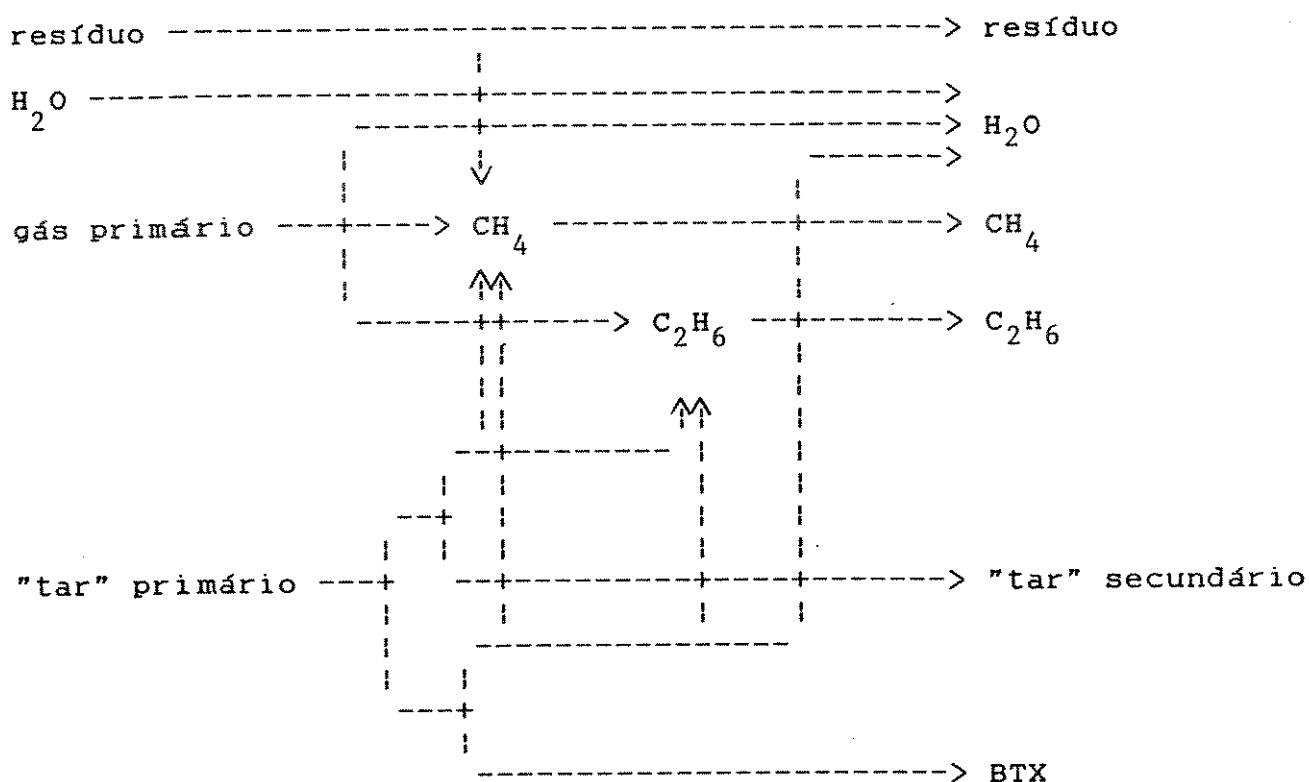 resíduo resíduo
H₂O
H₂O
gás primário CH₄ CH₄
C₂H₆ C₂H₆
"tar" primário "tar" secundário
BTX